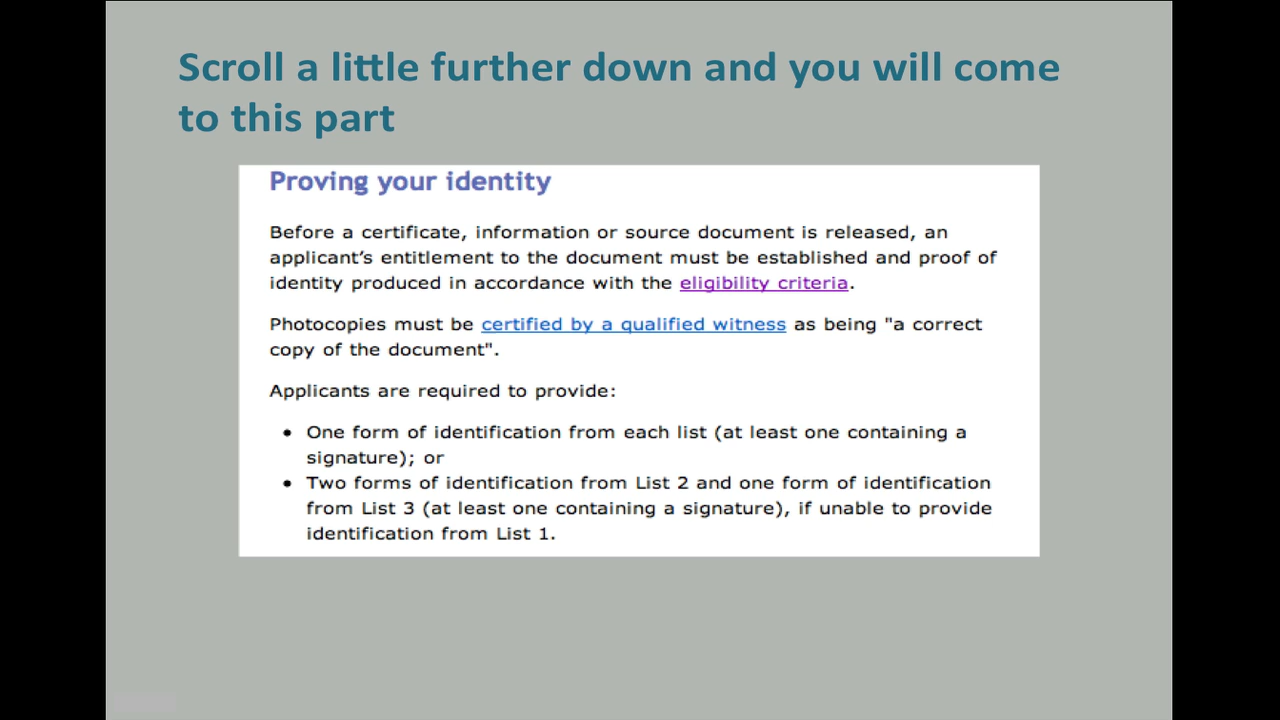 Scroll a little further down and you will come
to this part
Proving your identity
Before a certificate, information or source document is released, an
applicant’s entitlement to the document must be established and proof of
identity produced in accordance with the eligibility criteria.
Photocopies must be certified by a qualified witness as being "a correct
copy of the document".
Applicants are required to provide:
• One form of identification from each list (at least one containing a
signature); or
• Two forms of identification from List 2 and one form of identification
from List 3 (at least one containing a signature), if unable to provide
identification from List 1.